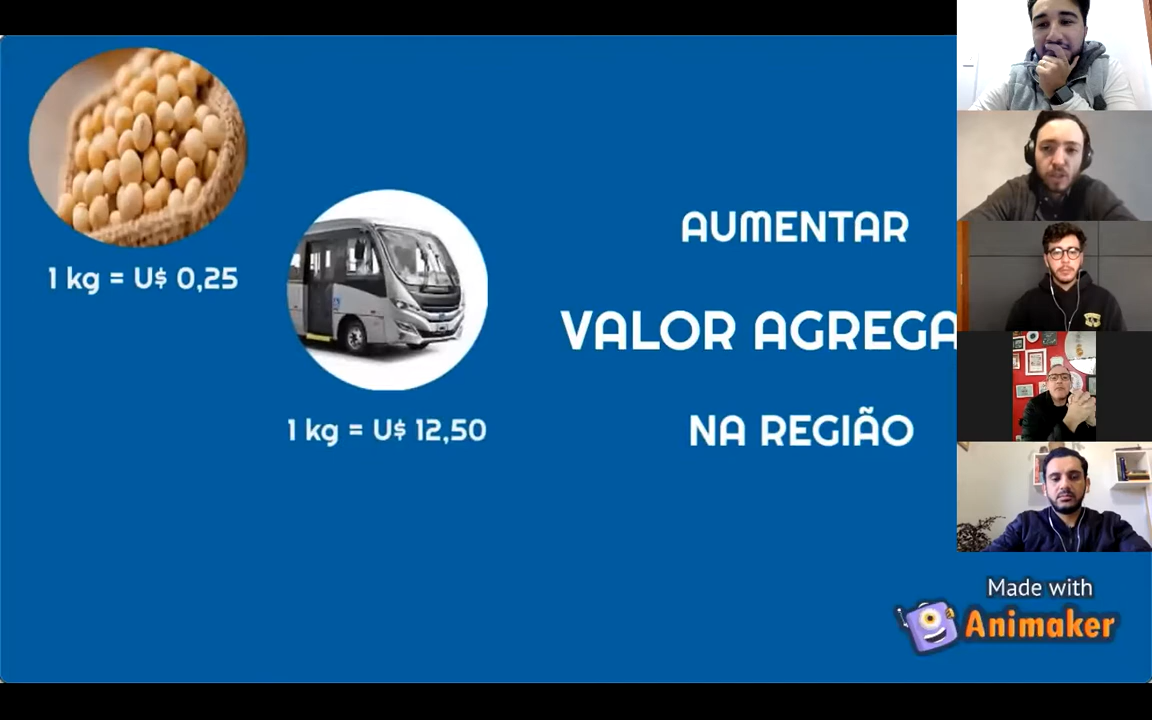 1 kg = U$ 0,25
1 kg = U$ 12,50
AUMENTAR
VALOR AGREGA
NA REGIÃO
Made with
Animaker